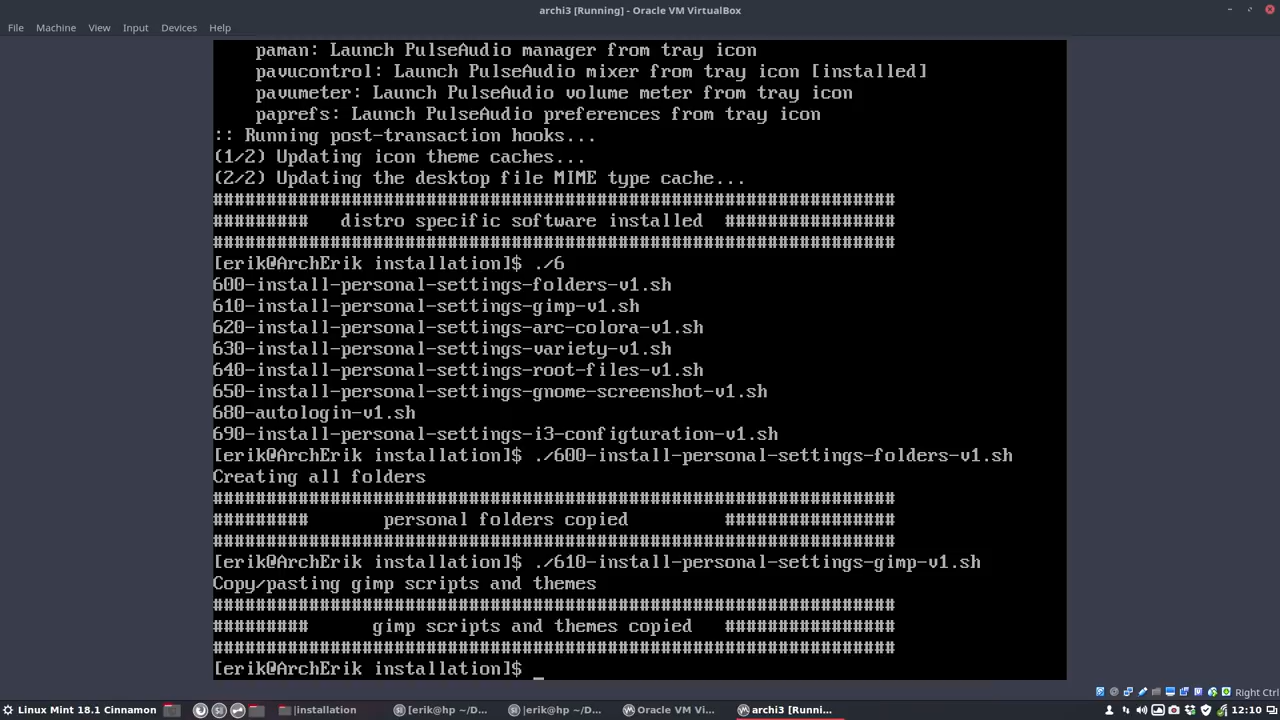 archi3 [Running] - Oracle VM VirtualBox
File Machine View Input Devices Help
paman: Launch PulseAudio manager from tray icon
pavucontrol: Launch PulseAudio mixer from tray icon [installed]
pavumeter: Launch PulseAudio volume meter from tray icon
paprefs: Launch PulseAudio preferences from tray icon
:: Running post-transaction hooks...
(1/2) Updating icon theme caches...
(2/2) Updating the desktop file MIME type cache...
################################################################
#########   distro specific software installed  ################
################################################################
[erik@ArchErik installation]$ ./6
600-install-personal-settings-folders-v1.sh
610-install-personal-settings-gimp-v1.sh
620-install-personal-settings-arc-colora-v1.sh
630-install-personal-settings-variety-v1.sh
640-install-personal-settings-root-files-v1.sh
650-install-personal-settings-gnome-screenshot-v1.sh
680-autologin-v1.sh
690-install-personal-settings-i3-configturation-v1.sh
[erik@ArchErik installation]$ ./600-install-personal-settings-folders-v1.sh
Creating all folders
################################################################
#########       personal folders copied         ################
################################################################
[erik@ArchErik installation]$ ./610-install-personal-settings-gimp-v1.sh
Copy/pasting gimp scripts and themes
################################################################
#########      gimp scripts and themes copied   ################
################################################################
[erik@ArchErik installation]$ _
Right Ctrl
Linux Mint 18.1 Cinnamon |installation [erik@hp ~/D... |erik@hp ~/D... Oracle VM Vi... archi3 [Runni... 12:10